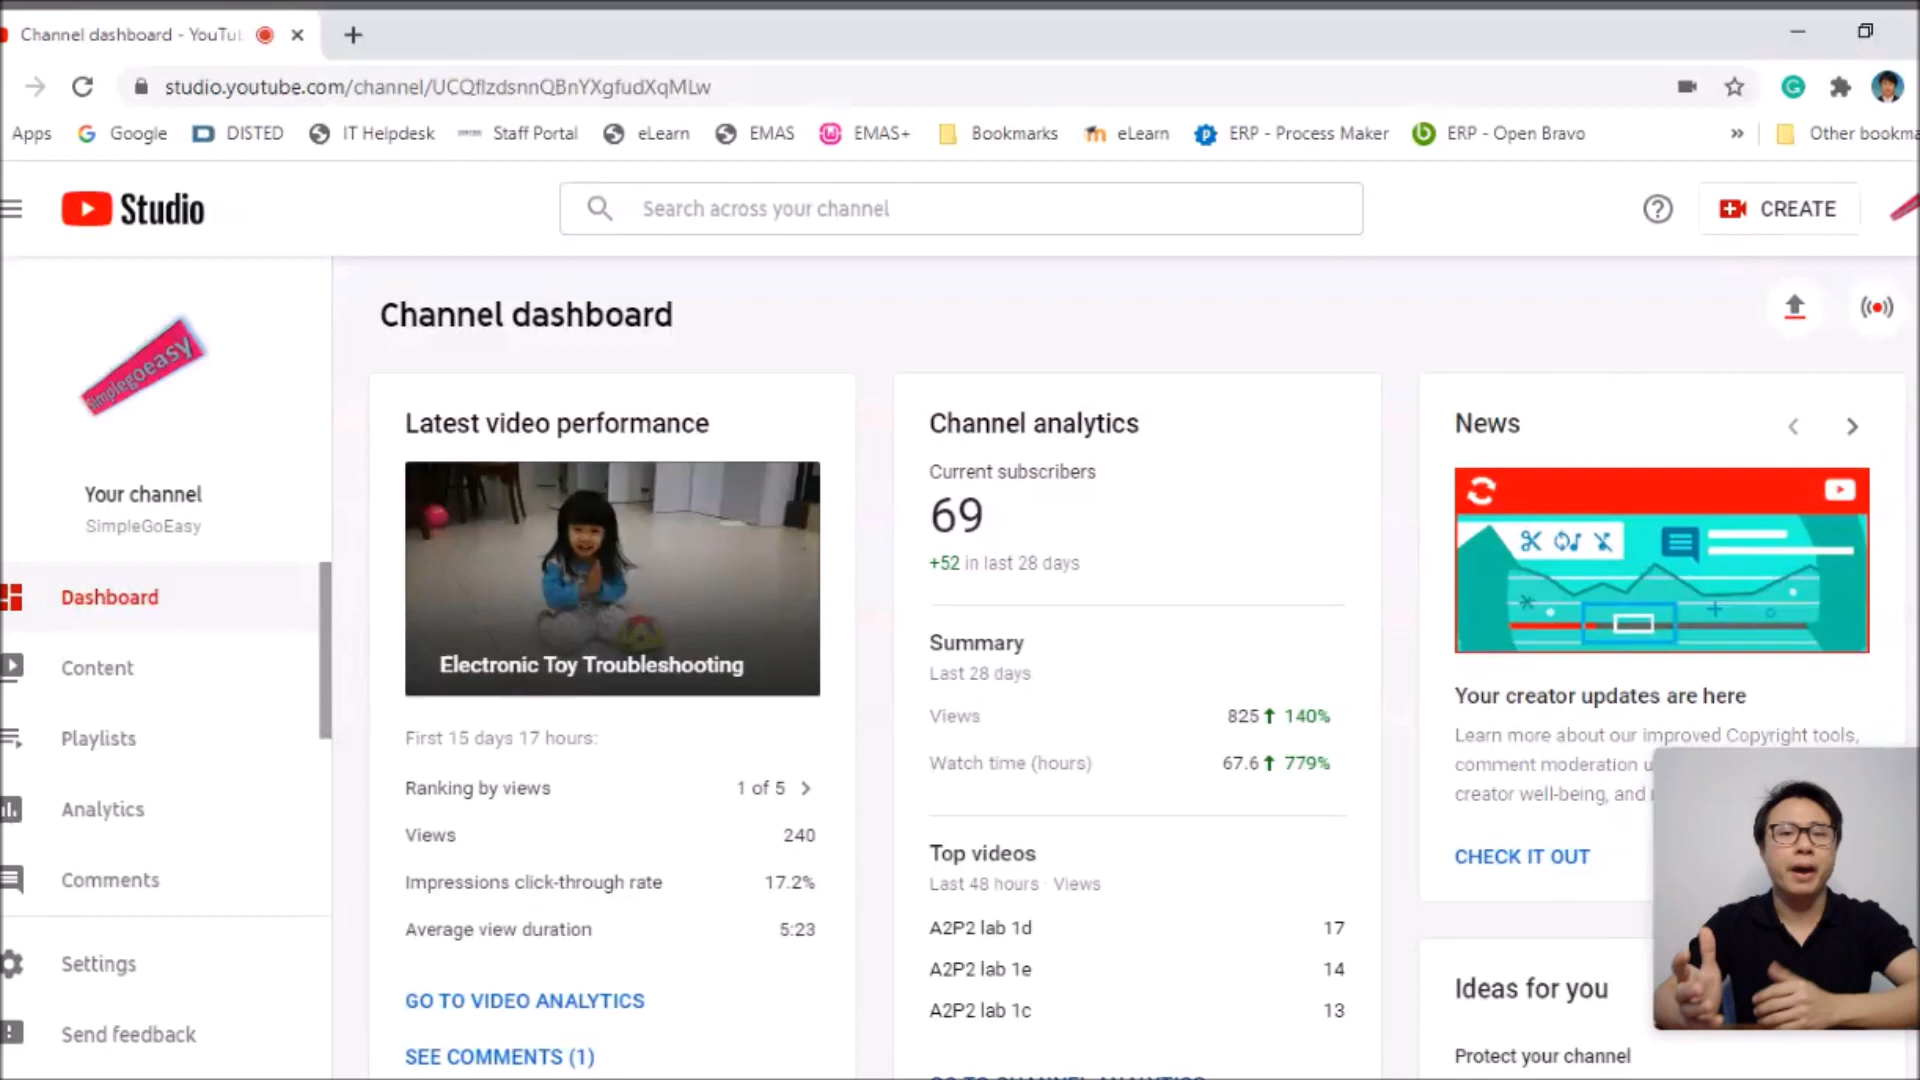 Channel dashboard - YouTu
studio.youtube.com/channel/UCQflzdsnnQBnYXgfudXqMLw
Apps Google DISTED IT Helpdesk Staff Portal eLearn EMAS EMAS+ Bookmarks eLearn ERP - Process Maker ERP - Open Bravo » Other bookma
Studio
Search across your channel
CREATE
Channel dashboard
simplegoeasy
Your channel
SimpleGoEasy
Dashboard
Content
Playlists
Analytics
Comments
Settings
Send feedback
Latest video performance
Electronic Toy Troubleshooting
First 15 days 17 hours:
Ranking by views 1 of 5
Views 240
Impressions click-through rate 17.2%
Average view duration 5:23
GO TO VIDEO ANALYTICS
SEE COMMENTS (1)
Channel analytics
Current subscribers
69
+52 in last 28 days
Summary
Last 28 days
Views 825 140%
Watch time (hours) 67.6 779%
Top videos
Last 48 hours · Views
A2P2 lab 1d 17
A2P2 lab 1e 14
A2P2 lab 1c 13
GO TO CHANNEL ANALYTICS
News
Your creator updates are here
Learn more about our improved Copyright tools,
comment moderation
creator well-being, and
CHECK IT OUT
Ideas for you
Protect your channel